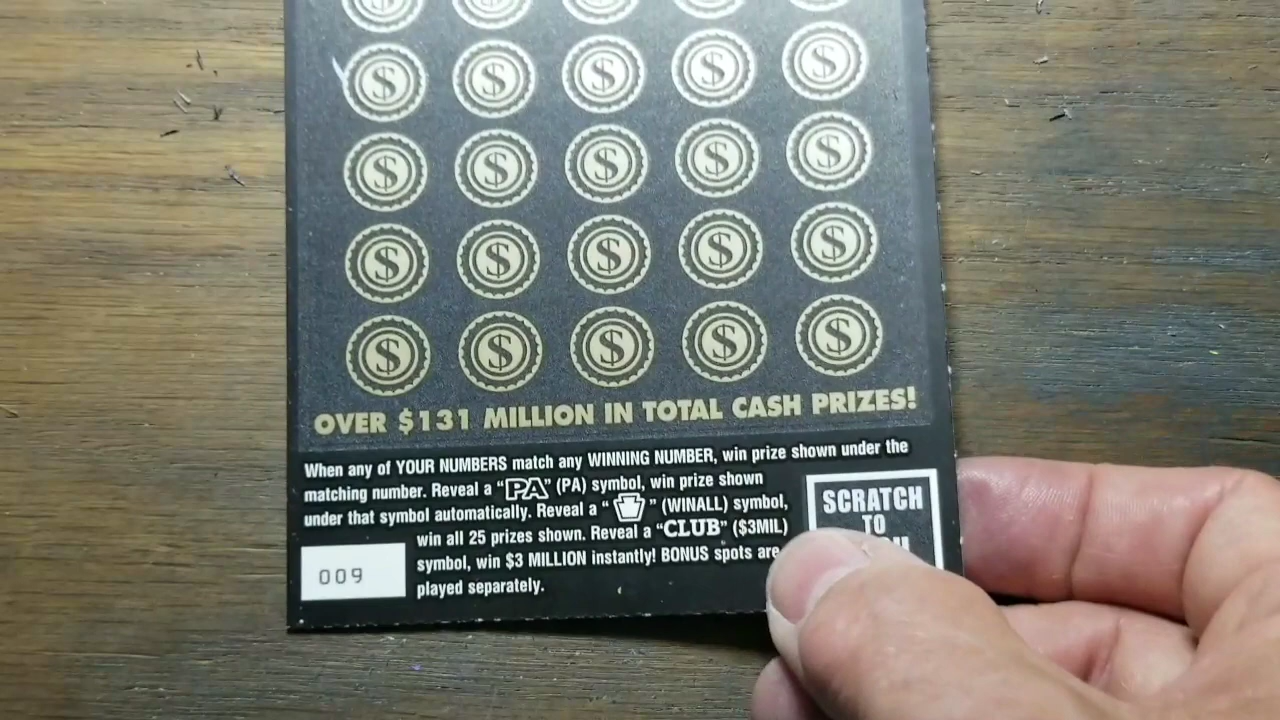 OVER $131 MILLION IN TOTAL CASH PRIZES!
When any of YOUR NUMBERS match any WINNING NUMBER, win prize shown under the
matching number. Reveal a "PA" (PA) symbol, win prize shown
under that symbol automatically. Reveal a " " (WINALL) symbol,
win all 25 prizes shown. Reveal a "CLUB" ($3MIL)
symbol, win $3 MILLION instantly! BONUS spots are
played separately.
009
SCRATCH
TO